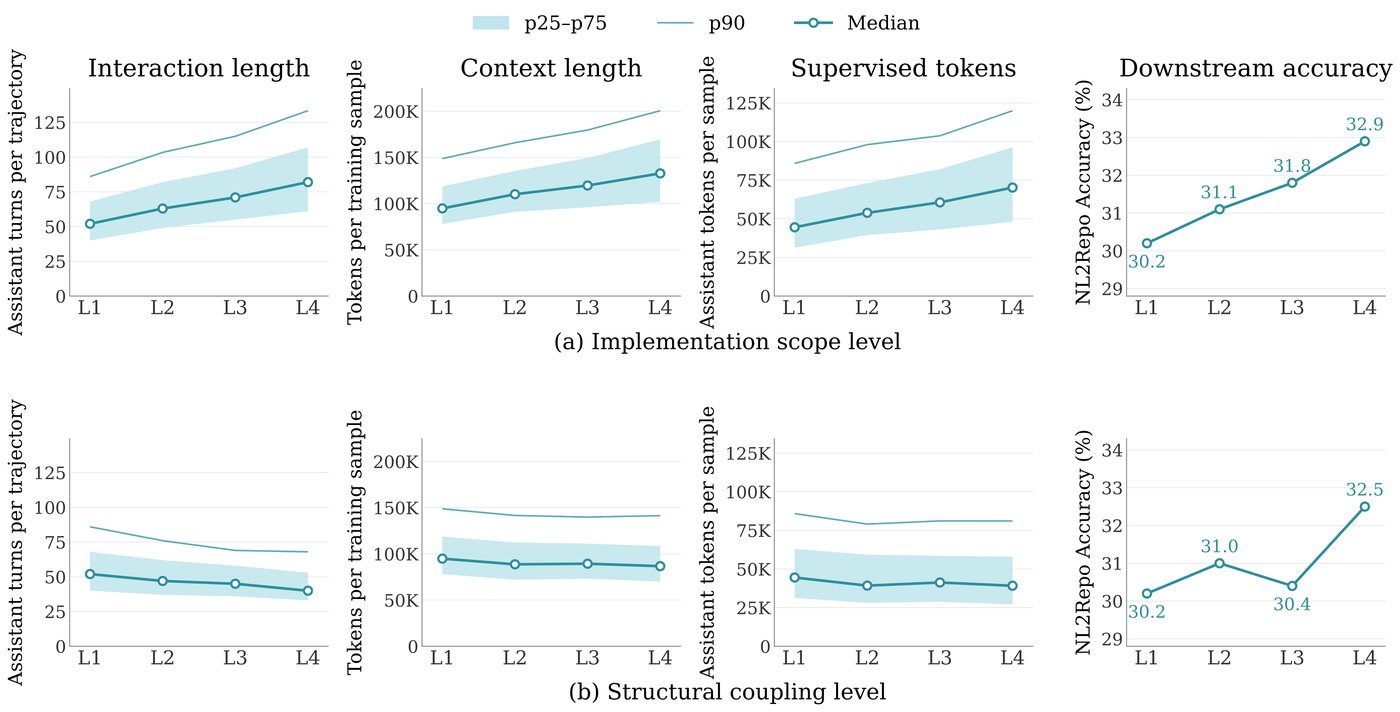 p25–p75 p90 Median
Interaction length
Assistant turns per trajectory
125
100
75
50
25
0
L1 L2 L3 L4
Context length
Tokens per training sample
200K
150K
100K
50K
0
L1 L2 L3 L4
Supervised tokens
Assistant tokens per sample
125K
100K
75K
50K
25K
0
L1 L2 L3 L4
Downstream accuracy
NL2Repo Accuracy (%)
34
33
32
31
30
29
30.2
31.1
31.8
32.9
L1 L2 L3 L4
(a) Implementation scope level
Assistant turns per trajectory
125
100
75
50
25
0
L1 L2 L3 L4
Tokens per training sample
200K
150K
100K
50K
0
L1 L2 L3 L4
Assistant tokens per sample
125K
100K
75K
50K
25K
0
L1 L2 L3 L4
NL2Repo Accuracy (%)
34
33
32
31
30
29
30.2
31.0
30.4
32.5
L1 L2 L3 L4
(b) Structural coupling level